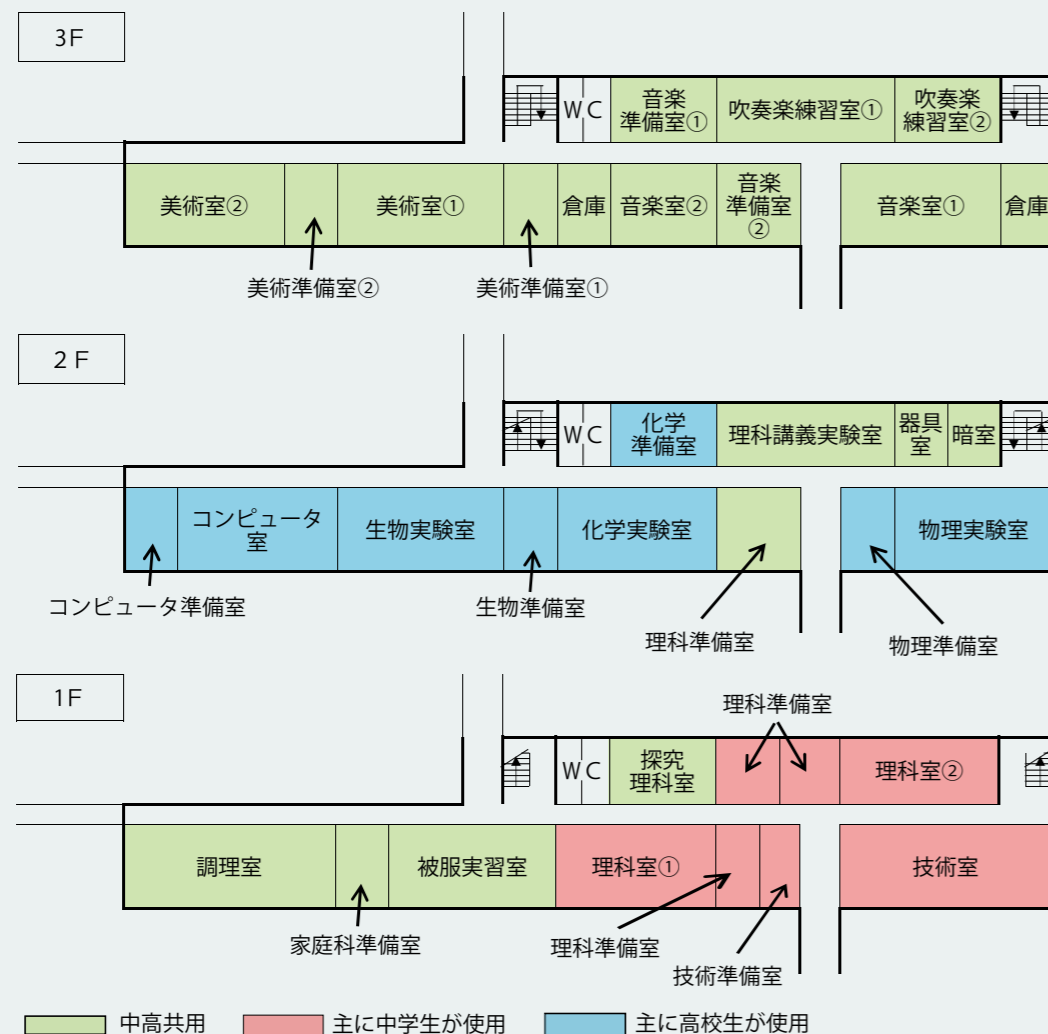 3F
WC
音楽
準備室①
吹奏楽練習室①
吹奏楽
練習室②
美術室②
美術室①
倉庫
音楽室②
音楽
準備室
②
音楽室①
倉庫
美術準備室②
美術準備室①
2F
WC
化学
準備室
理科講義実験室
器具
室
暗室
コンピュータ
室
生物実験室
化学実験室
物理実験室
コンピュータ準備室
生物準備室
理科準備室
物理準備室
1F
理科準備室
WC
探究
理科室
理科室②
調理室
被服実習室
理科室①
技術室
家庭科準備室
理科準備室
技術準備室
中高共用
主に中学生が使用
主に高校生が使用